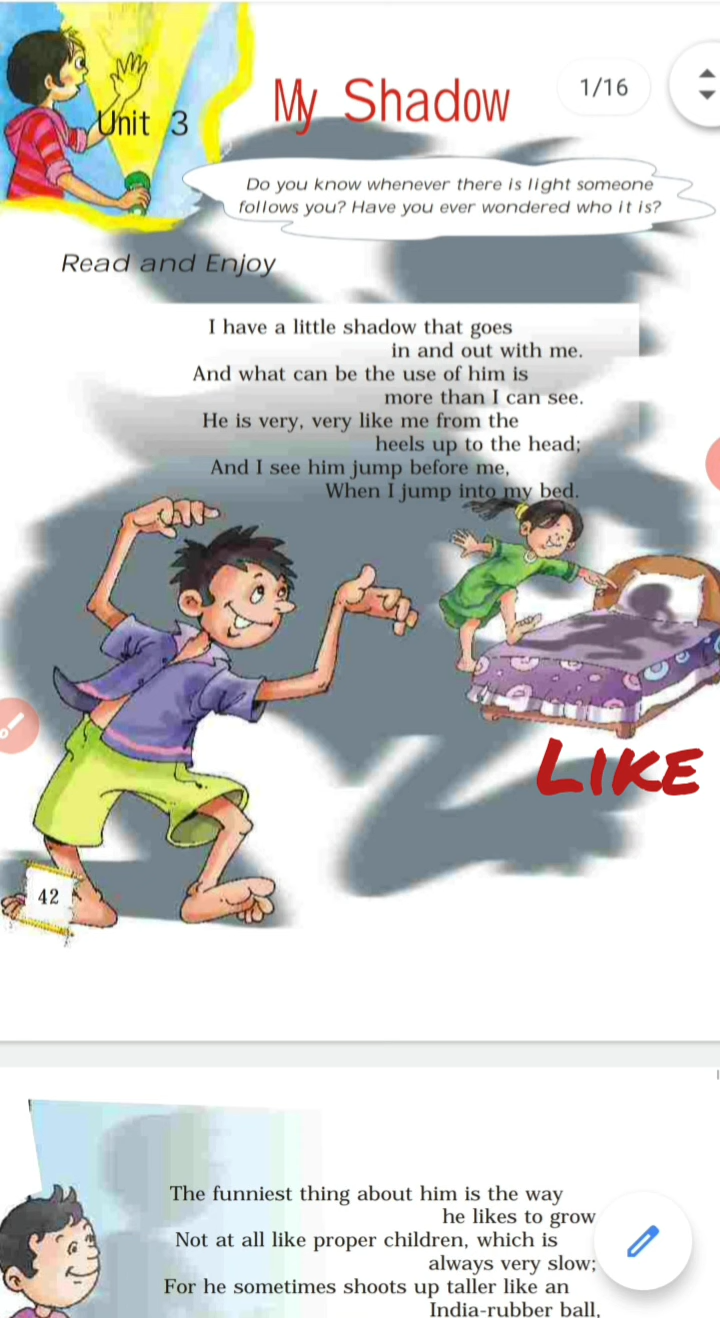 Unit 3
My Shadow
1/16
Do you know whenever there is light someone
follows you? Have you ever wondered who it is?
Read and Enjoy
I have a little shadow that goes
in and out with me.
And what can be the use of him is
more than I can see.
He is very, very like me from the
heels up to the head;
And I see him jump before me,
When I jump into my bed.
LIKE
42
The funniest thing about him is the way
he likes to grow
Not at all like proper children, which is
always very slow;
For he sometimes shoots up taller like an
India-rubber ball,